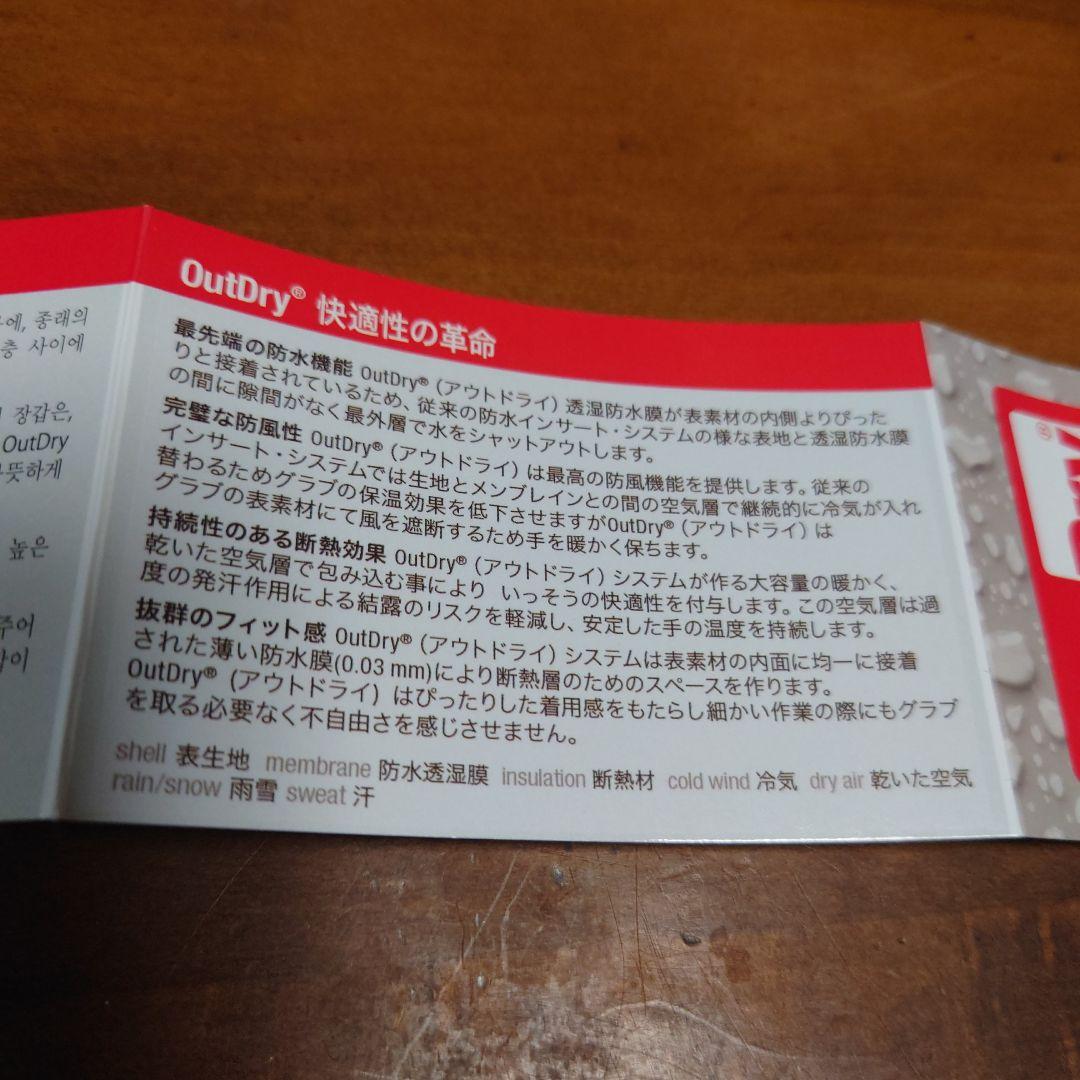 에, 종래의
층 사이에
장갑은,
OutDry
뜻하게
높은
주어
OutDry® 快適性の革命
最先端の防水機能 OutDry®（アウトドライ）透湿防水膜が表素材の内側よりぴった
りと接着されているため、従来の防水インサート・システムの様な表地と透湿防水膜
の間に隙間がなく最外層で水をシャットアウトします。
完璧な防風性 OutDry®（アウトドライ）は最高の防風機能を提供します。従来の
インサート・システムでは生地とメンブレインとの間の空気層で継続的に冷気が入れ
替わるためグラブの保温効果を低下させますがOutDry®（アウトドライ）は
グラブの表素材にて風を遮断するため手を暖かく保ちます。
持続性のある断熱効果 OutDry®（アウトドライ）システムが作る大容量の暖かく、
乾いた空気層で包み込む事により いっそうの快適性を付与します。この空気層は過
度の発汗作用による結露のリスクを軽減し、安定した手の温度を持続します。
抜群のフィット感 OutDry®（アウトドライ）システムは表素材の内面に均一に接着
された薄い防水膜(0.03 mm)により断熱層のためのスペースを作ります。
OutDry®（アウトドライ）はぴったりした着用感をもたらし細かい作業の際にもグラブ
を取る必要なく不自由さを感じさせません。
shell 表生地 membrane 防水透湿膜 insulation 断熱材 cold wind 冷気 dry air 乾いた空気
rain/snow 雨雪 sweat 汗